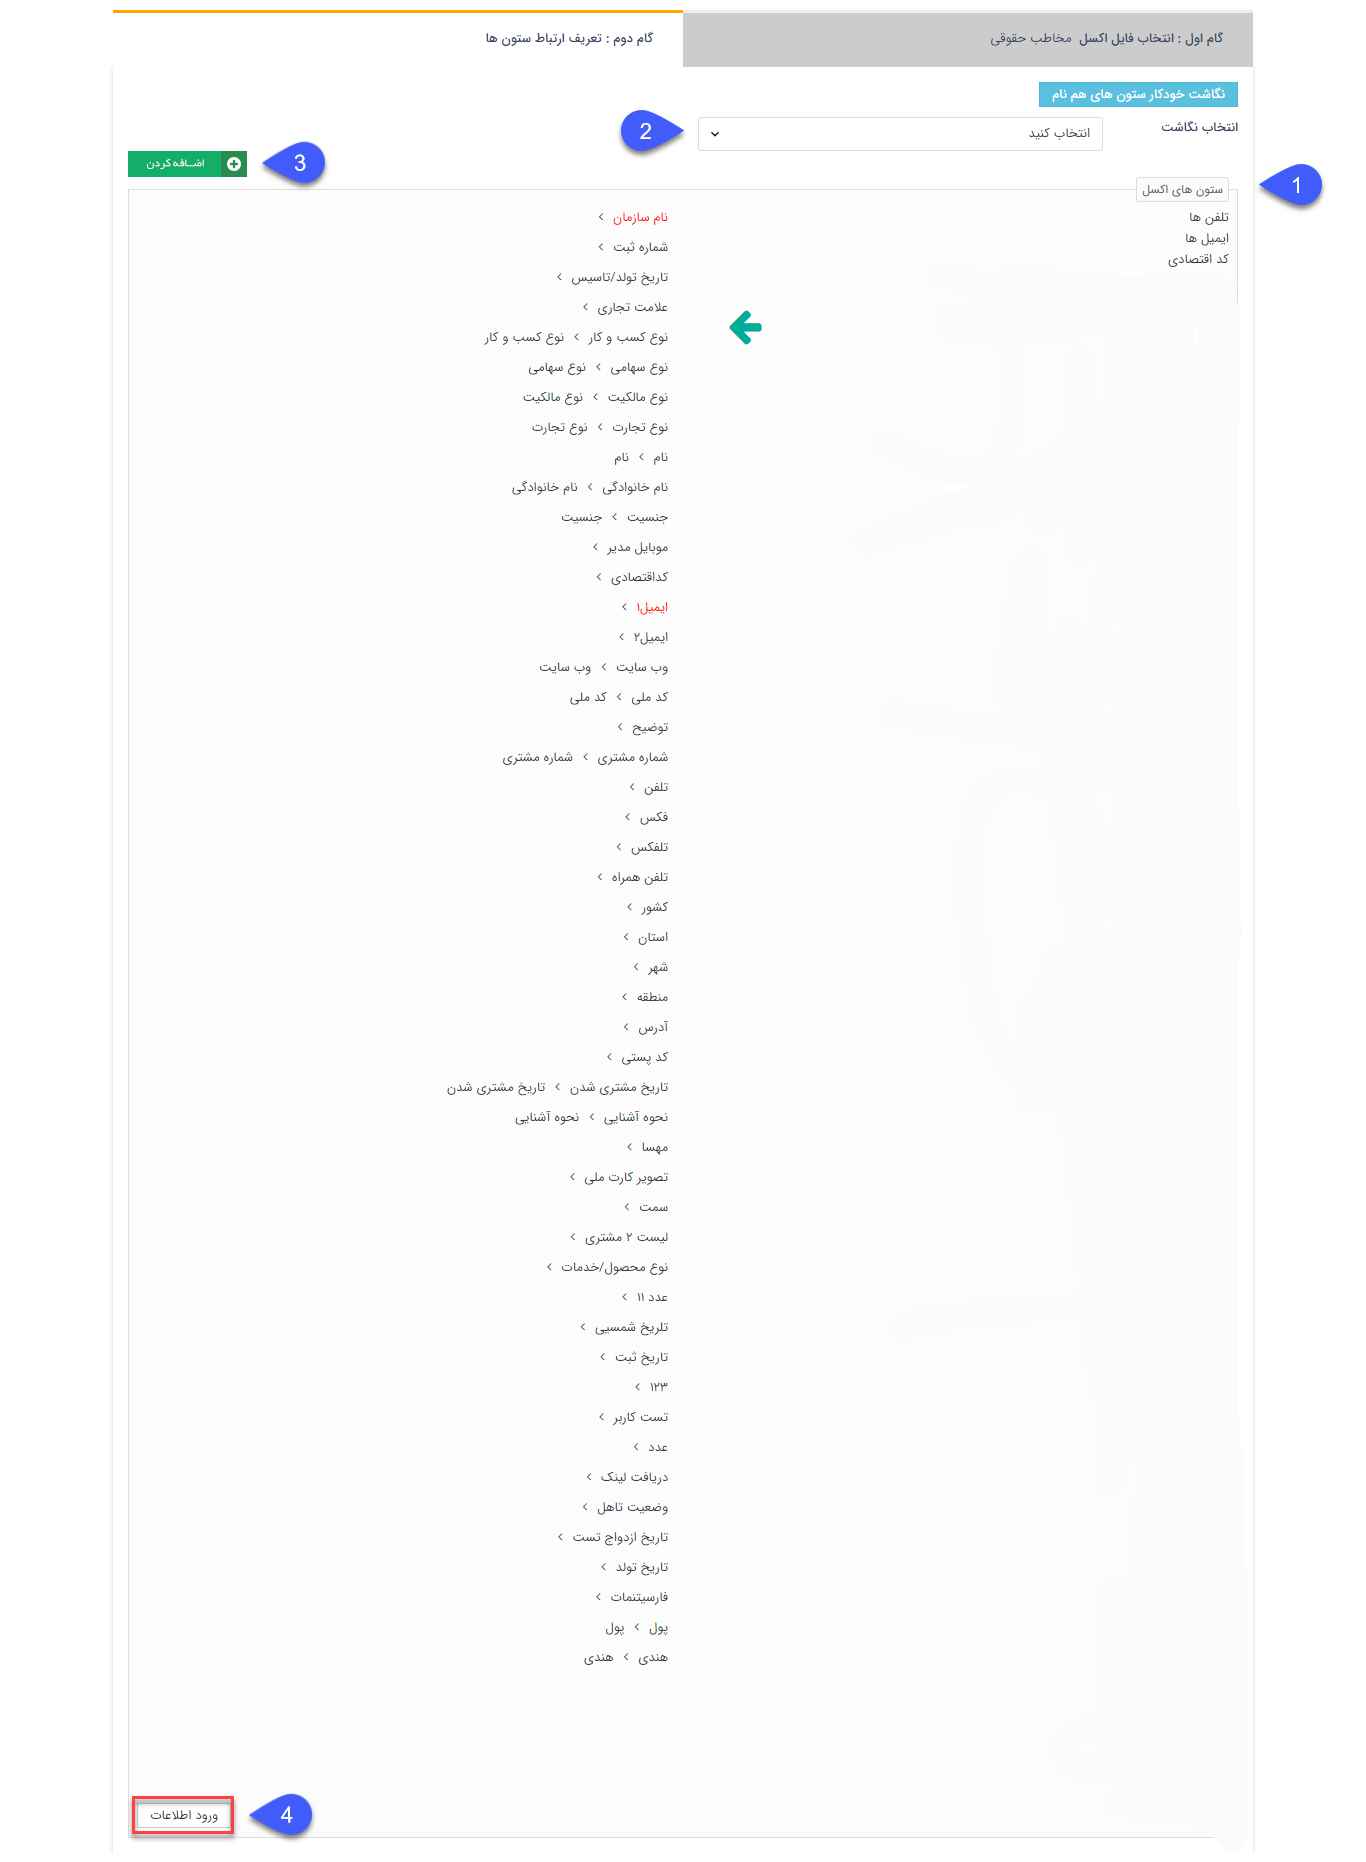 گام اول : انتخاب فایل اکسل مخاطب حقوقی
گام دوم : تعریف ارتباط ستون ها
نگاشت خودکار ستون های هم نام
انتخاب نگاشت
انتخاب کنید
2
اضافه کردن
3
1
ستون های اکسل
تلفن ها
ایمیل ها
کد اقتصادی
نام سازمان
شماره ثبت
تاریخ تولد/تاسیس
علامت تجاری
نوع کسب و کار نوع کسب و کار
نوع سهامی نوع سهامی
نوع مالکیت نوع مالکیت
نوع تجارت نوع تجارت
نام نام
نام خانوادگی نام خانوادگی
جنسیت جنسیت
موبایل مدیر
کداقتصادی
ایمیل۱
ایمیل۲
وب سایت وب سایت
کد ملی کد ملی
توضیح
شماره مشتری شماره مشتری
تلفن
فکس
تلفکس
تلفن همراه
کشور
استان
شهر
منطقه
آدرس
کد پستی
تاریخ مشتری شدن تاریخ مشتری شدن
نحوه آشنایی نحوه آشنایی
مهسا
تصویر کارت ملی
سمت
لیست ۲ مشتری
نوع محصول/خدمات
عدد ۱۱
تلریخ شمسیی
تاریخ ثبت
۱۲۳
تست کاربر
عدد
دریافت لینک
وضعیت تاهل
تاریخ ازدواج تست
تاریخ تولد
فارسیتنمات
پول پول
هندی هندی
ورود اطلاعات
4